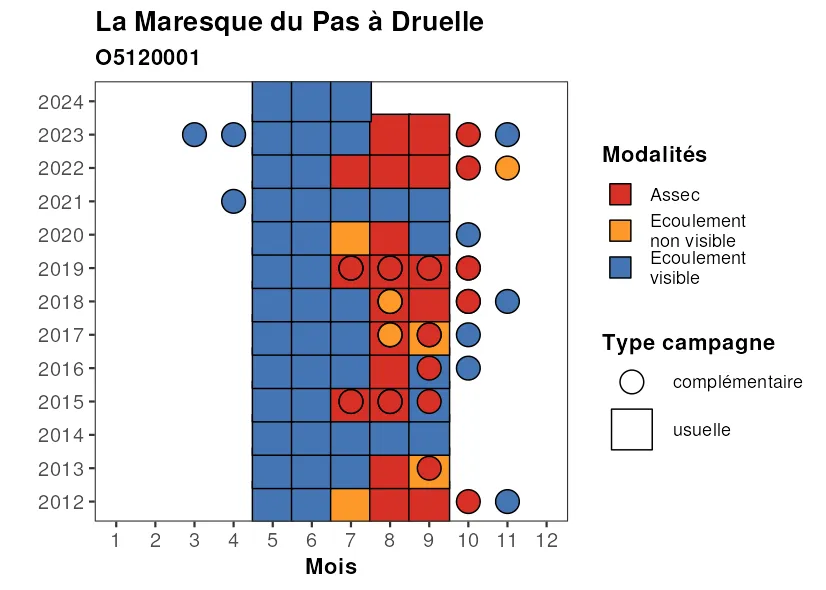 La Maresque du Pas à Druelle
O5120001
2024
2023
2022
2021
2020
2019
2018
2017
2016
2015
2014
2013
2012
1 2 3 4 5 6 7 8 9 10 11 12
Mois
Modalités
Assec
Ecoulement
non visible
Ecoulement
visible
Type campagne
complémentaire
usuelle